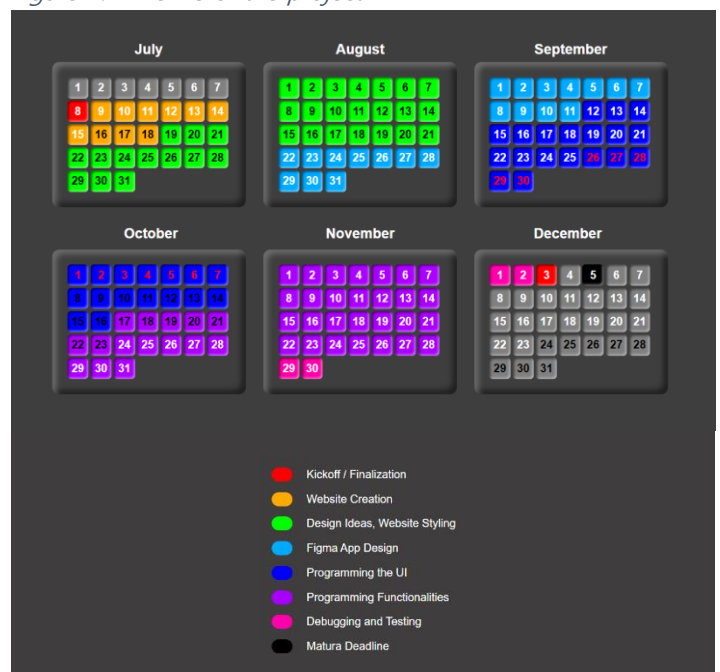 July August September
1 2 3 4 5 6 7 1 2 3 4 5 6 7 1 2 3 4 5 6 7
8 9 10 11 12 13 14 8 9 10 11 12 13 14 8 9 10 11 12 13 14
15 16 17 18 19 20 21 15 16 17 18 19 20 21 15 16 17 18 19 20 21
22 23 24 25 26 27 28 22 23 24 25 26 27 28 22 23 24 25 26 27 28
29 30 31 29 30 31 29 30
October November December
1 2 3 4 5 6 7 1 2 3 4 5 6 7 1 2 3 4 5 6 7
8 9 10 11 12 13 14 8 9 10 11 12 13 14 8 9 10 11 12 13 14
15 16 17 18 19 20 21 15 16 17 18 19 20 21 15 16 17 18 19 20 21
22 23 24 25 26 27 28 22 23 24 25 26 27 28 22 23 24 25 26 27 28
29 30 31 29 30 29 30 31
Kickoff / Finalization
Website Creation
Design Ideas, Website Styling
Figma App Design
Programming the UI
Programming Functionalities
Debugging and Testing
Matura Deadline